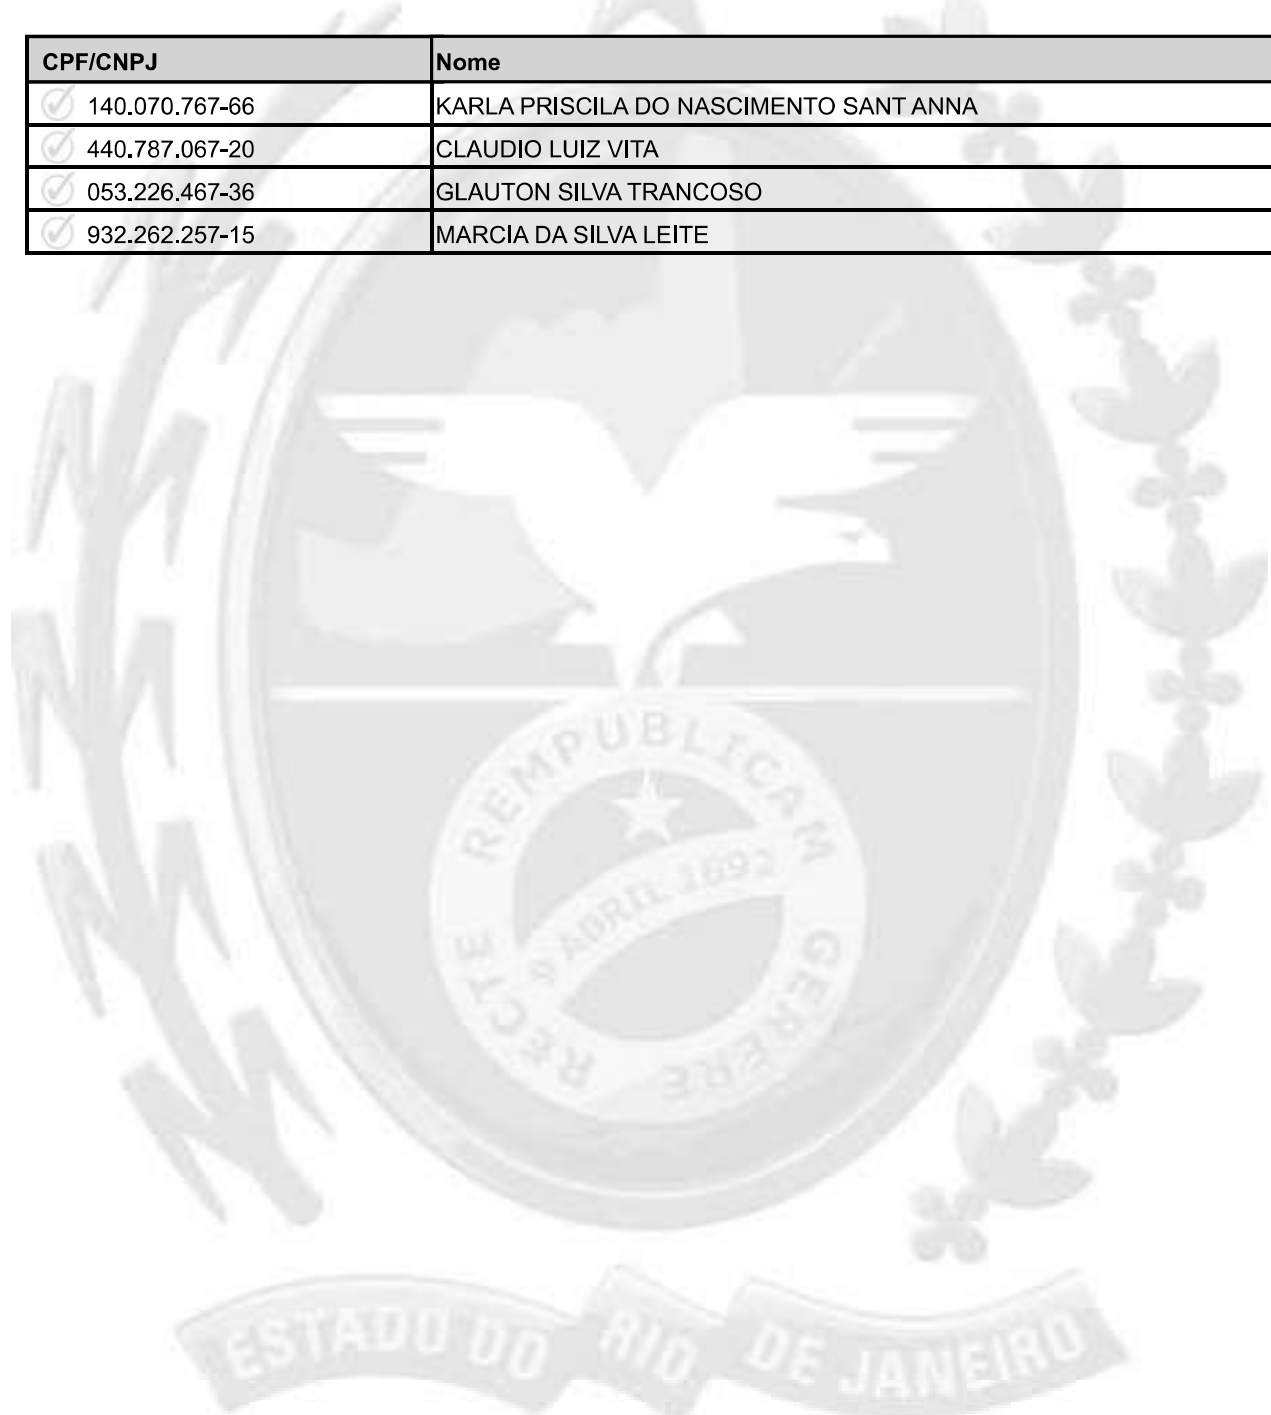 CPF/CNPJ Nome
140.070.767-66 KARLA PRISCILA DO NASCIMENTO SANT ANNA
440.787.067-20 CLAUDIO LUIZ VITA
053.226.467-36 GLAUTON SILVA TRANCOSO
932.262.257-15 MARCIA DA SILVA LEITE
RECTE REMPUBLICAM GERERE
9 ABRIL 1892
ESTADO DO RIO DE JANEIRO